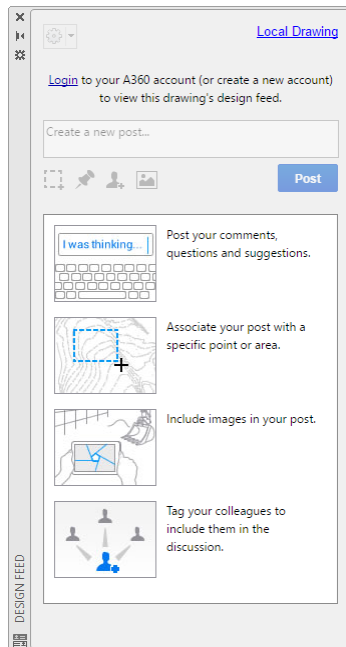 Local Drawing
Login to your A360 account (or create a new account)
to view this drawing's design feed.
Create a new post...
Post
I was thinking...
Post your comments,
questions and suggestions.
Associate your post with a
specific point or area.
Include images in your post.
Tag your colleagues to
include them in the
discussion.
DESIGN FEED